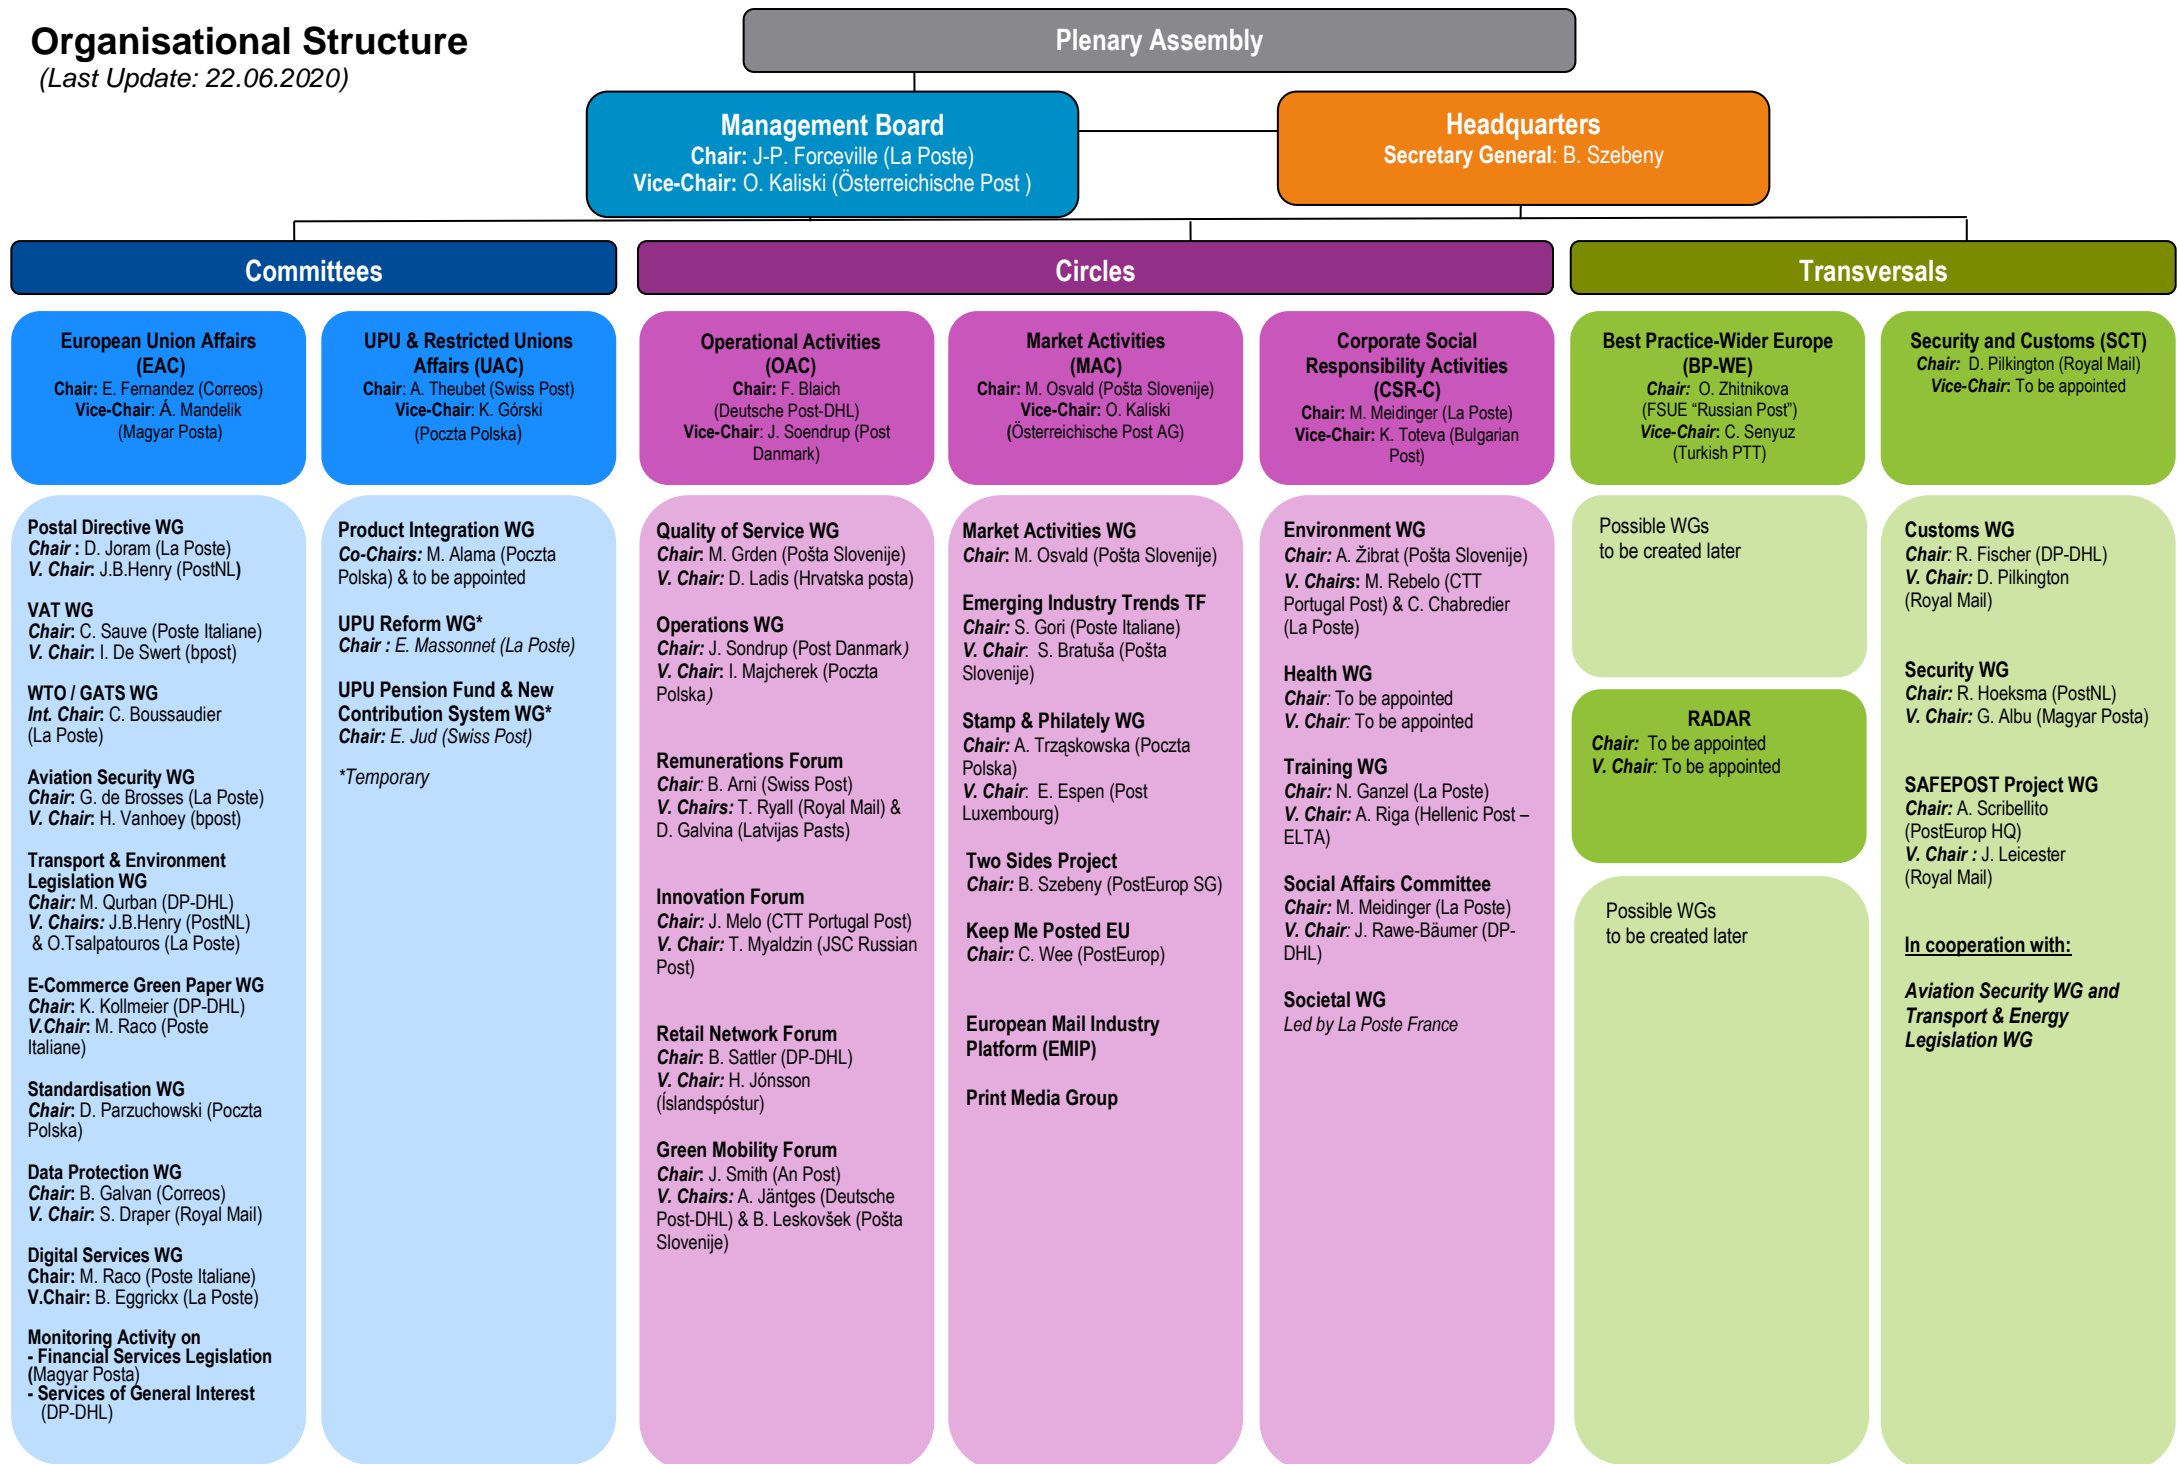 Organisational Structure
(Last Update: 22.06.2020)
Plenary Assembly
Management Board
Chair: J-P. Forceville (La Poste)
Vice-Chair: O. Kaliski (Österreichische Post )
Headquarters
Secretary General: B. Szebeny
Committees
Circles
Transversals
European Union Affairs
(EAC)
Chair: E. Fernandez (Correos)
Vice-Chair: Á. Mandelik
(Magyar Posta)
UPU & Restricted Unions
Affairs (UAC)
Chair: A. Theubet (Swiss Post)
Vice-Chair: K. Górski
(Poczta Polska)
Operational Activities
(OAC)
Chair: F. Blaich
(Deutsche Post-DHL)
Vice-Chair: J. Soendrup (Post
Danmark)
Market Activities
(MAC)
Chair: M. Osvald (Pošta Slovenije)
Vice-Chair: O. Kaliski
(Österreichische Post AG)
Corporate Social
Responsibility Activities
(CSR-C)
Chair: M. Meidinger (La Poste)
Vice-Chair: K. Toteva (Bulgarian
Post)
Best Practice-Wider Europe
(BP-WE)
Chair: O. Zhitnikova
(FSUE “Russian Post”)
Vice-Chair: C. Senyuz
(Turkish PTT)
Security and Customs (SCT)
Chair: D. Pilkington (Royal Mail)
Vice-Chair: To be appointed
Postal Directive WG
Chair : D. Joram (La Poste)
V. Chair: J.B.Henry (PostNL)
VAT WG
Chair: C. Sauve (Poste Italiane)
V. Chair: I. De Swert (bpost)
WTO / GATS WG
Int. Chair: C. Boussaudier
(La Poste)
Aviation Security WG
Chair: G. de Brosses (La Poste)
V. Chair: H. Vanhoey (bpost)
Transport & Environment
Legislation WG
Chair: M. Qurban (DP-DHL)
V. Chairs: J.B.Henry (PostNL)
& O.Tsalpatouros (La Poste)
E-Commerce Green Paper WG
Chair: K. Kollmeier (DP-DHL)
V.Chair: M. Raco (Poste
Italiane)
Standardisation WG
Chair: D. Parzuchowski (Poczta
Polska)
Data Protection WG
Chair: B. Galvan (Correos)
V. Chair: S. Draper (Royal Mail)
Digital Services WG
Chair: M. Raco (Poste Italiane)
V.Chair: B. Eggrickx (La Poste)
Monitoring Activity on
- Financial Services Legislation
(Magyar Posta)
- Services of General Interest
(DP-DHL)
Product Integration WG
Co-Chairs: M. Alama (Poczta
Polska) & to be appointed
UPU Reform WG*
Chair : E. Massonnet (La Poste)
UPU Pension Fund & New
Contribution System WG*
Chair: E. Jud (Swiss Post)
*Temporary
Quality of Service WG
Chair: M. Grden (Pošta Slovenije)
V. Chair: D. Ladis (Hrvatska posta)
Operations WG
Chair: J. Sondrup (Post Danmark)
V. Chair: I. Majcherek (Poczta
Polska)
Remunerations Forum
Chair: B. Arni (Swiss Post)
V. Chairs: T. Ryall (Royal Mail) &
D. Galvina (Latvijas Pasts)
Innovation Forum
Chair: J. Melo (CTT Portugal Post)
V. Chair: T. Myaldzin (JSC Russian
Post)
Retail Network Forum
Chair: B. Sattler (DP-DHL)
V. Chair: H. Jónsson
(Íslandspóstur)
Green Mobility Forum
Chair: J. Smith (An Post)
V. Chairs: A. Jäntges (Deutsche
Post-DHL) & B. Leskovšek (Pošta
Slovenije)
Market Activities WG
Chair: M. Osvald (Pošta Slovenije)
Emerging Industry Trends TF
Chair: S. Gori (Poste Italiane)
V. Chair: S. Bratuša (Pošta
Slovenije)
Stamp & Philately WG
Chair: A. Trząskowska (Poczta
Polska)
V. Chair: E. Espen (Post
Luxembourg)
Two Sides Project
Chair: B. Szebeny (PostEurop SG)
Keep Me Posted EU
Chair: C. Wee (PostEurop)
European Mail Industry
Platform (EMIP)
Print Media Group
Environment WG
Chair: A. Žibrat (Pošta Slovenije)
V. Chairs: M. Rebelo (CTT
Portugal Post) & C. Chabredier
(La Poste)
Health WG
Chair: To be appointed
V. Chair: To be appointed
Training WG
Chair: N. Ganzel (La Poste)
V. Chair: A. Riga (Hellenic Post –
ELTA)
Social Affairs Committee
Chair: M. Meidinger (La Poste)
V. Chair: J. Rawe-Bäumer (DP-
DHL)
Societal WG
Led by La Poste France
Possible WGs
to be created later
RADAR
Chair: To be appointed
V. Chair: To be appointed
Possible WGs
to be created later
Customs WG
Chair: R. Fischer (DP-DHL)
V. Chair: D. Pilkington
(Royal Mail)
Security WG
Chair: R. Hoeksma (PostNL)
V. Chair: G. Albu (Magyar Posta)
SAFEPOST Project WG
Chair: A. Scribellito
(PostEurop HQ)
V. Chair : J. Leicester
(Royal Mail)
In cooperation with:
Aviation Security WG and
Transport & Energy
Legislation WG